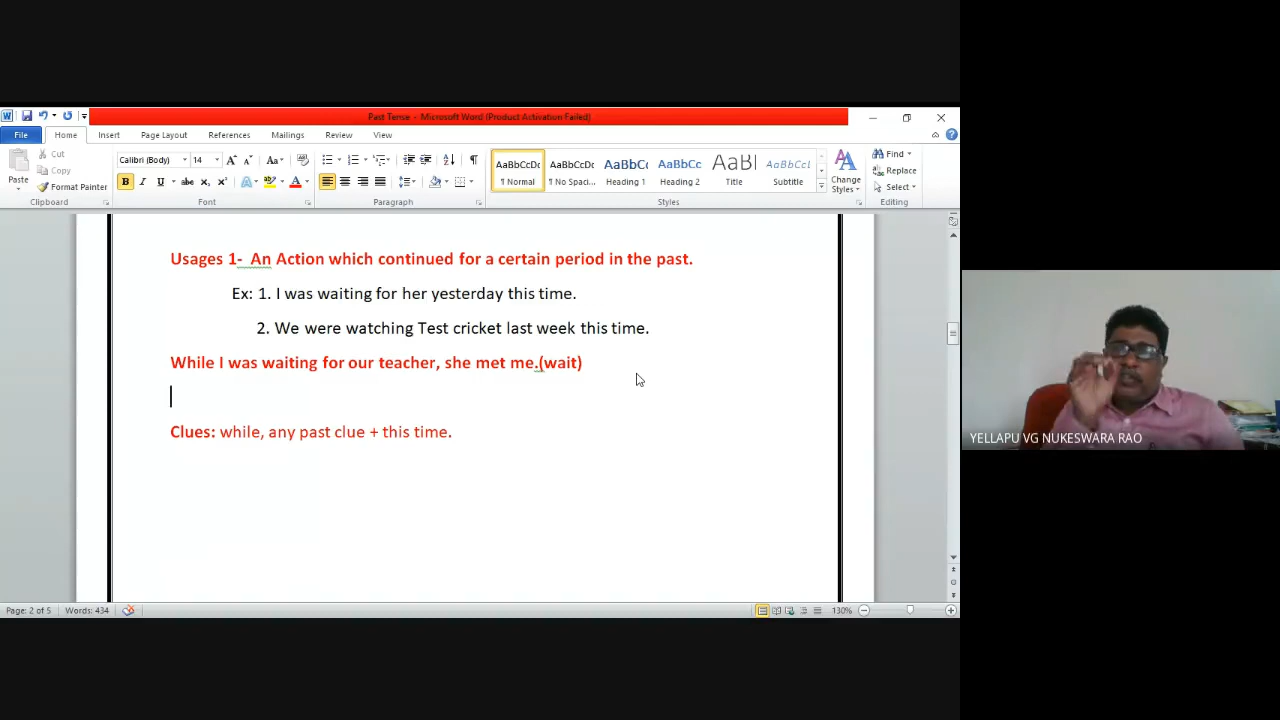 Past Tense - Microsoft Word (Product Activation Failed)
File Home Insert Page Layout References Mailings Review View
Paste
Cut
Copy
Format Painter
Clipboard
Calibri (Body) 14
Font
Paragraph
AaBbCcDc AaBbCcDc AaBbCc AaBbCc AaBl AaBbCcl
¶ Normal ¶ No Spaci... Heading 1 Heading 2 Title Subtitle
Styles
Change Styles
Find
Replace
Select
Editing
Usages 1- An Action which continued for a certain period in the past.
Ex: 1. I was waiting for her yesterday this time.
2. We were watching Test cricket last week this time.
While I was waiting for our teacher, she met me.(wait)
Clues: while, any past clue + this time.
Page: 2 of 5 Words: 434 130%
YELLAPU VG NUKESWARA RAO